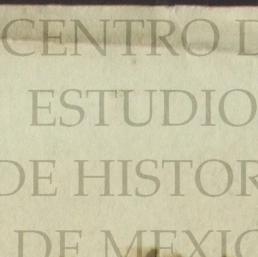 CENTRO D
ESTUDIO
DE HISTOR
DE MEXIC